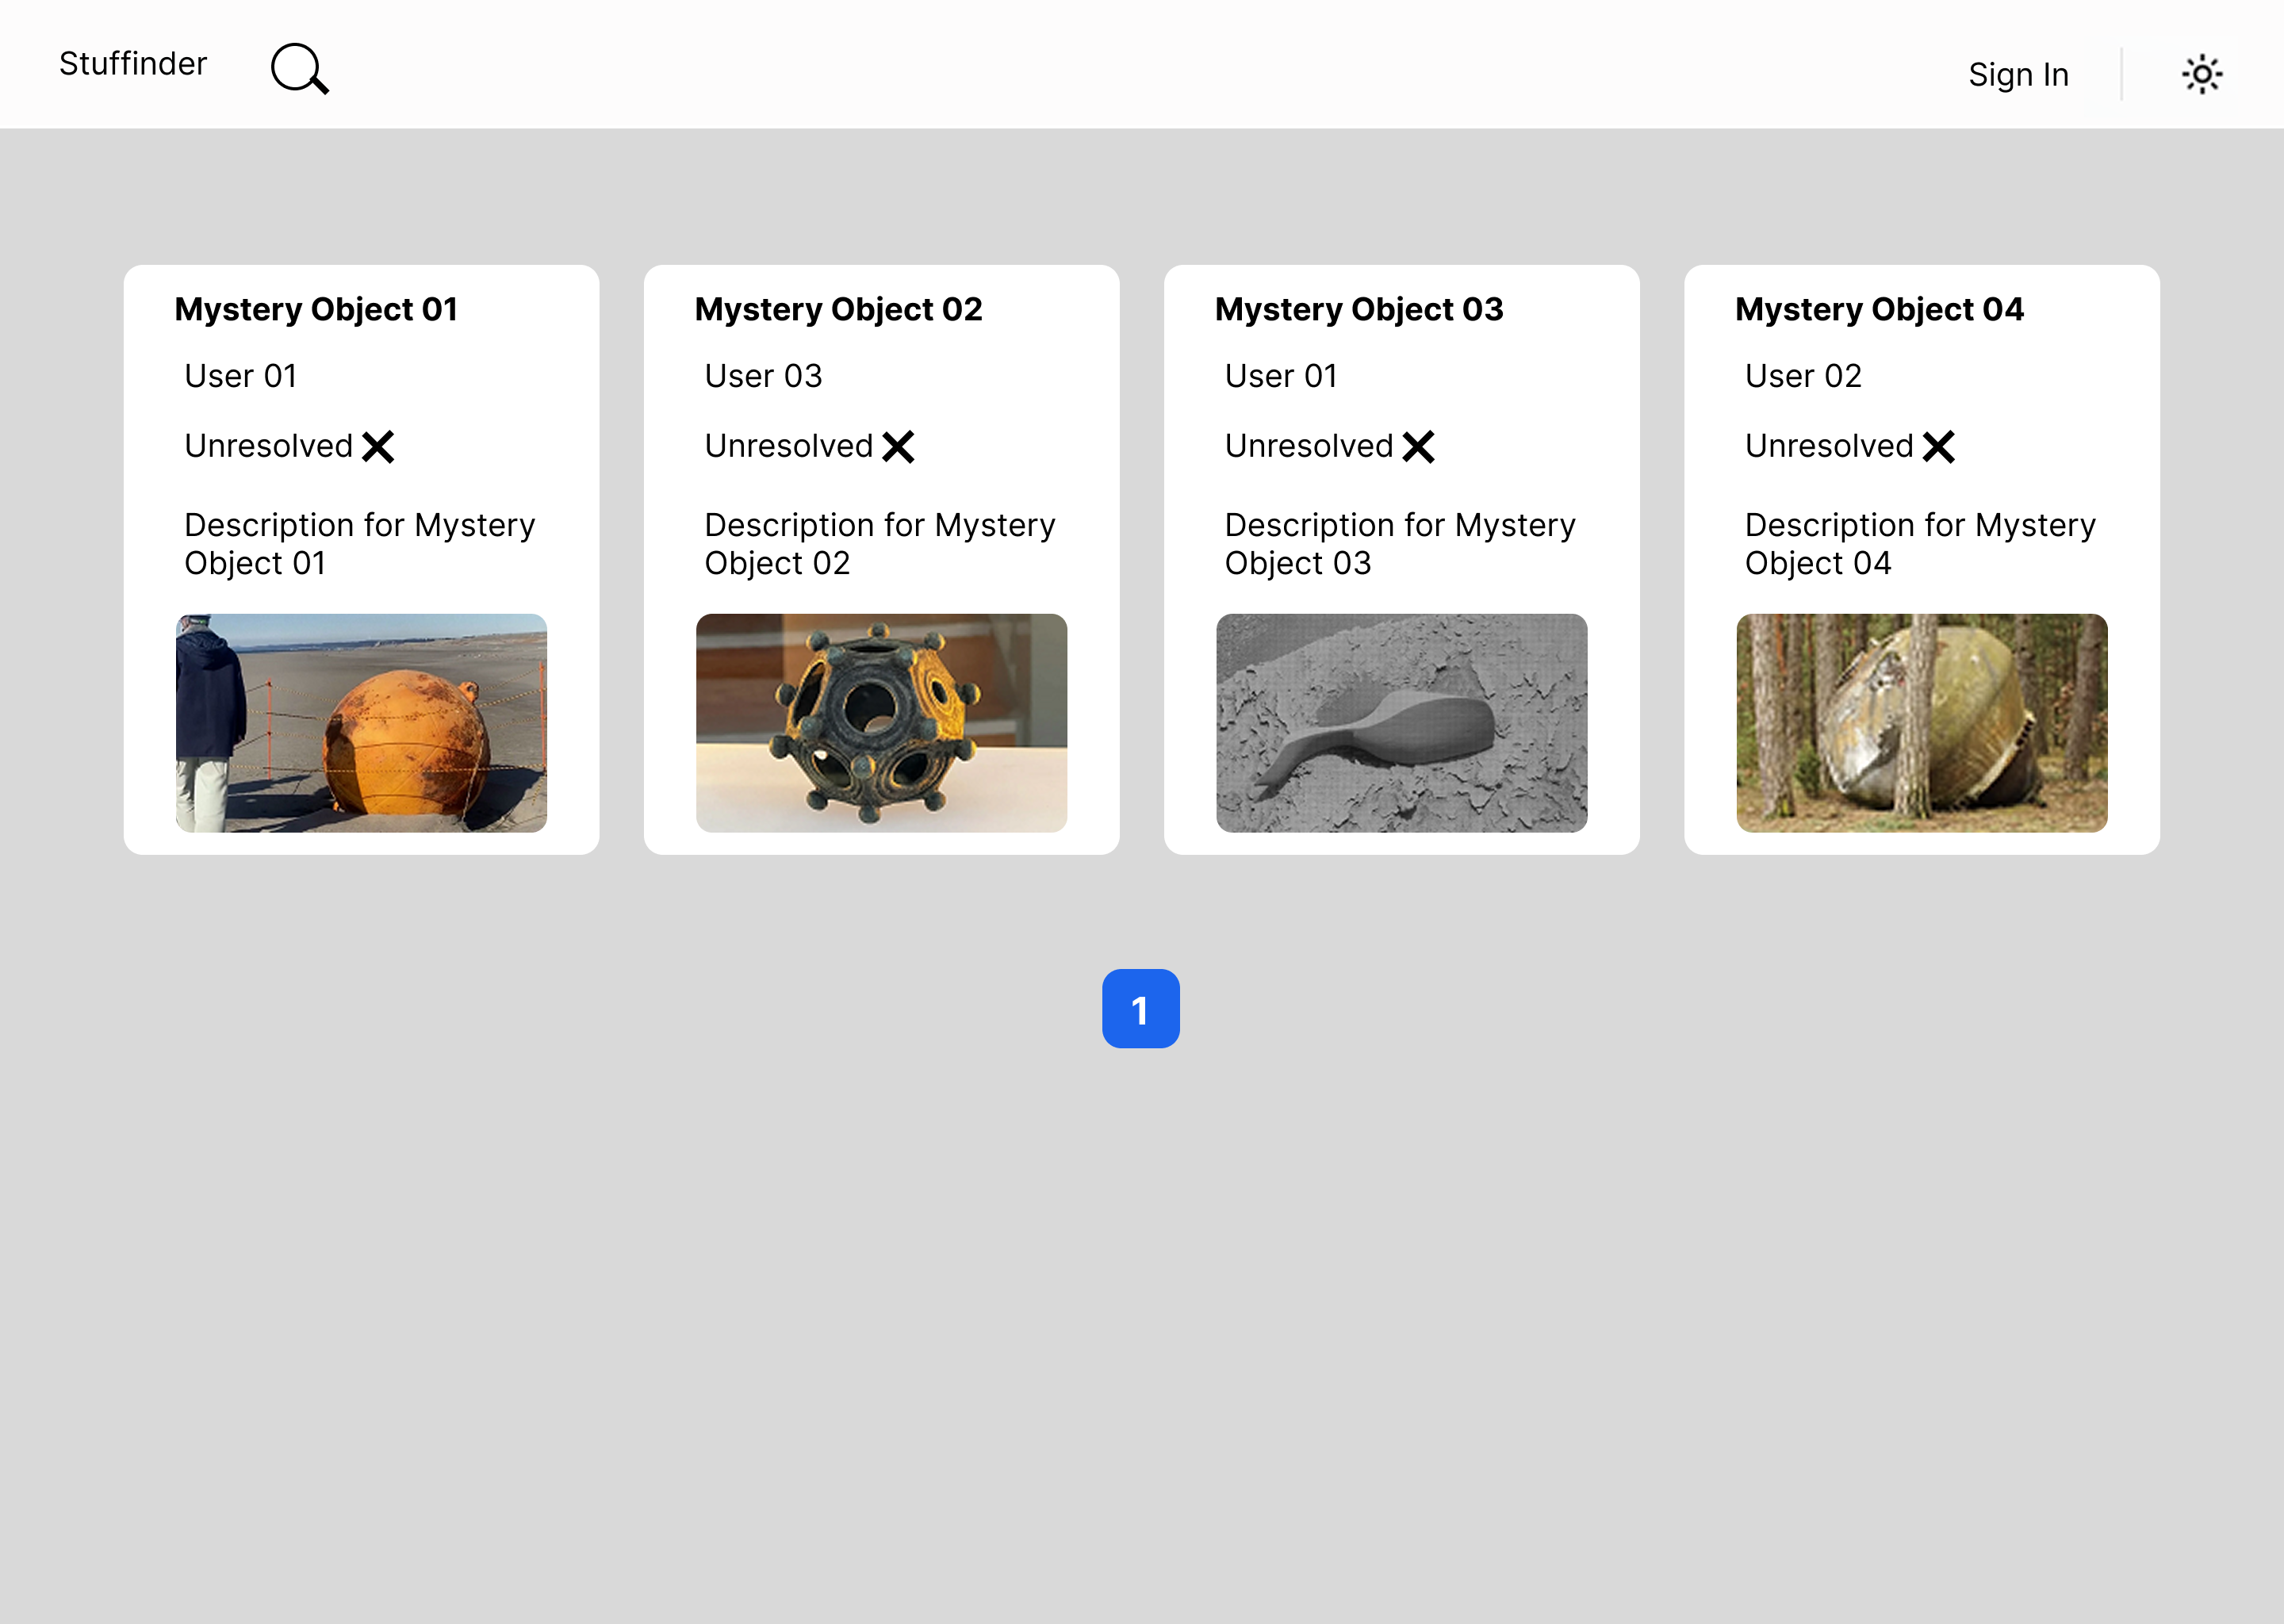 Stuffinder
Sign In
Mystery Object 01
User 01
Unresolved
Description for Mystery
Object 01
Mystery Object 02
User 03
Unresolved
Description for Mystery
Object 02
Mystery Object 03
User 01
Unresolved
Description for Mystery
Object 03
Mystery Object 04
User 02
Unresolved
Description for Mystery
Object 04
1